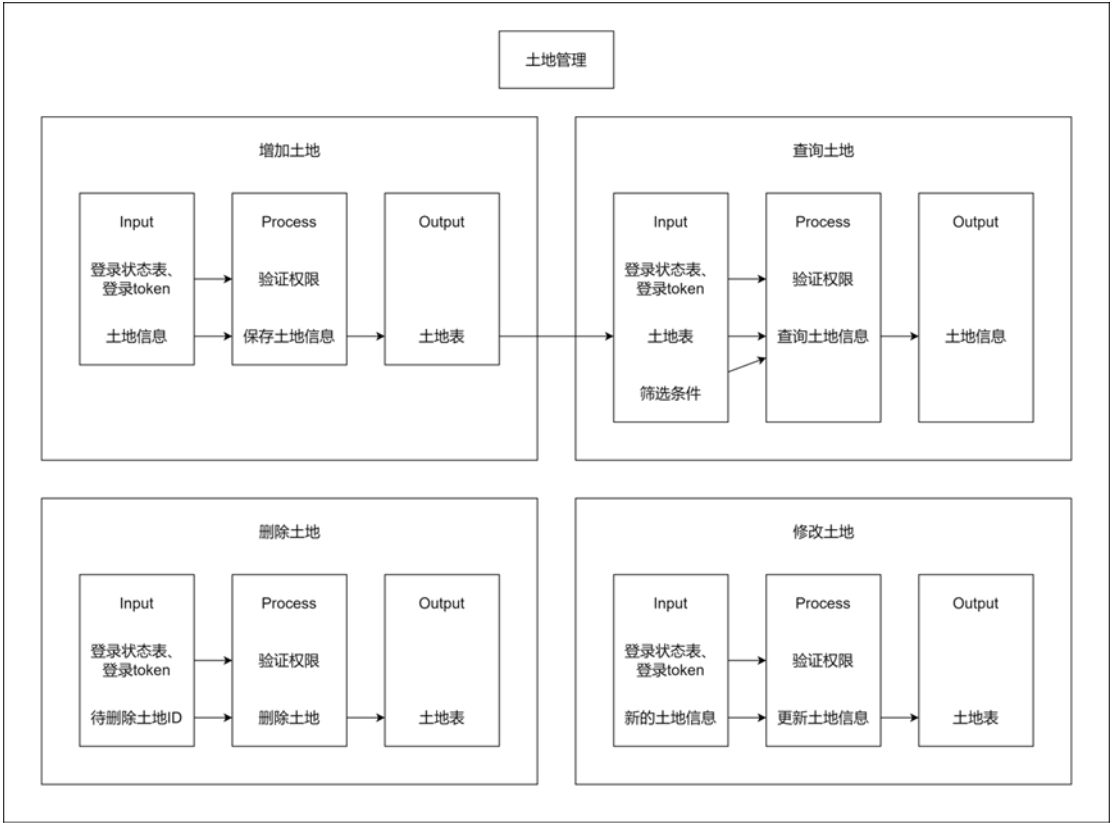 土地管理
增加土地
Input
Process
Output
登录状态表、
登录token
验证权限
土地信息
保存土地信息
土地表
查询土地
Input
Process
Output
登录状态表、
登录token
验证权限
土地表
查询土地信息
土地信息
筛选条件
删除土地
Input
Process
Output
登录状态表、
登录token
验证权限
待删除土地ID
删除土地
土地表
修改土地
Input
Process
Output
登录状态表、
登录token
验证权限
新的土地信息
更新土地信息
土地表